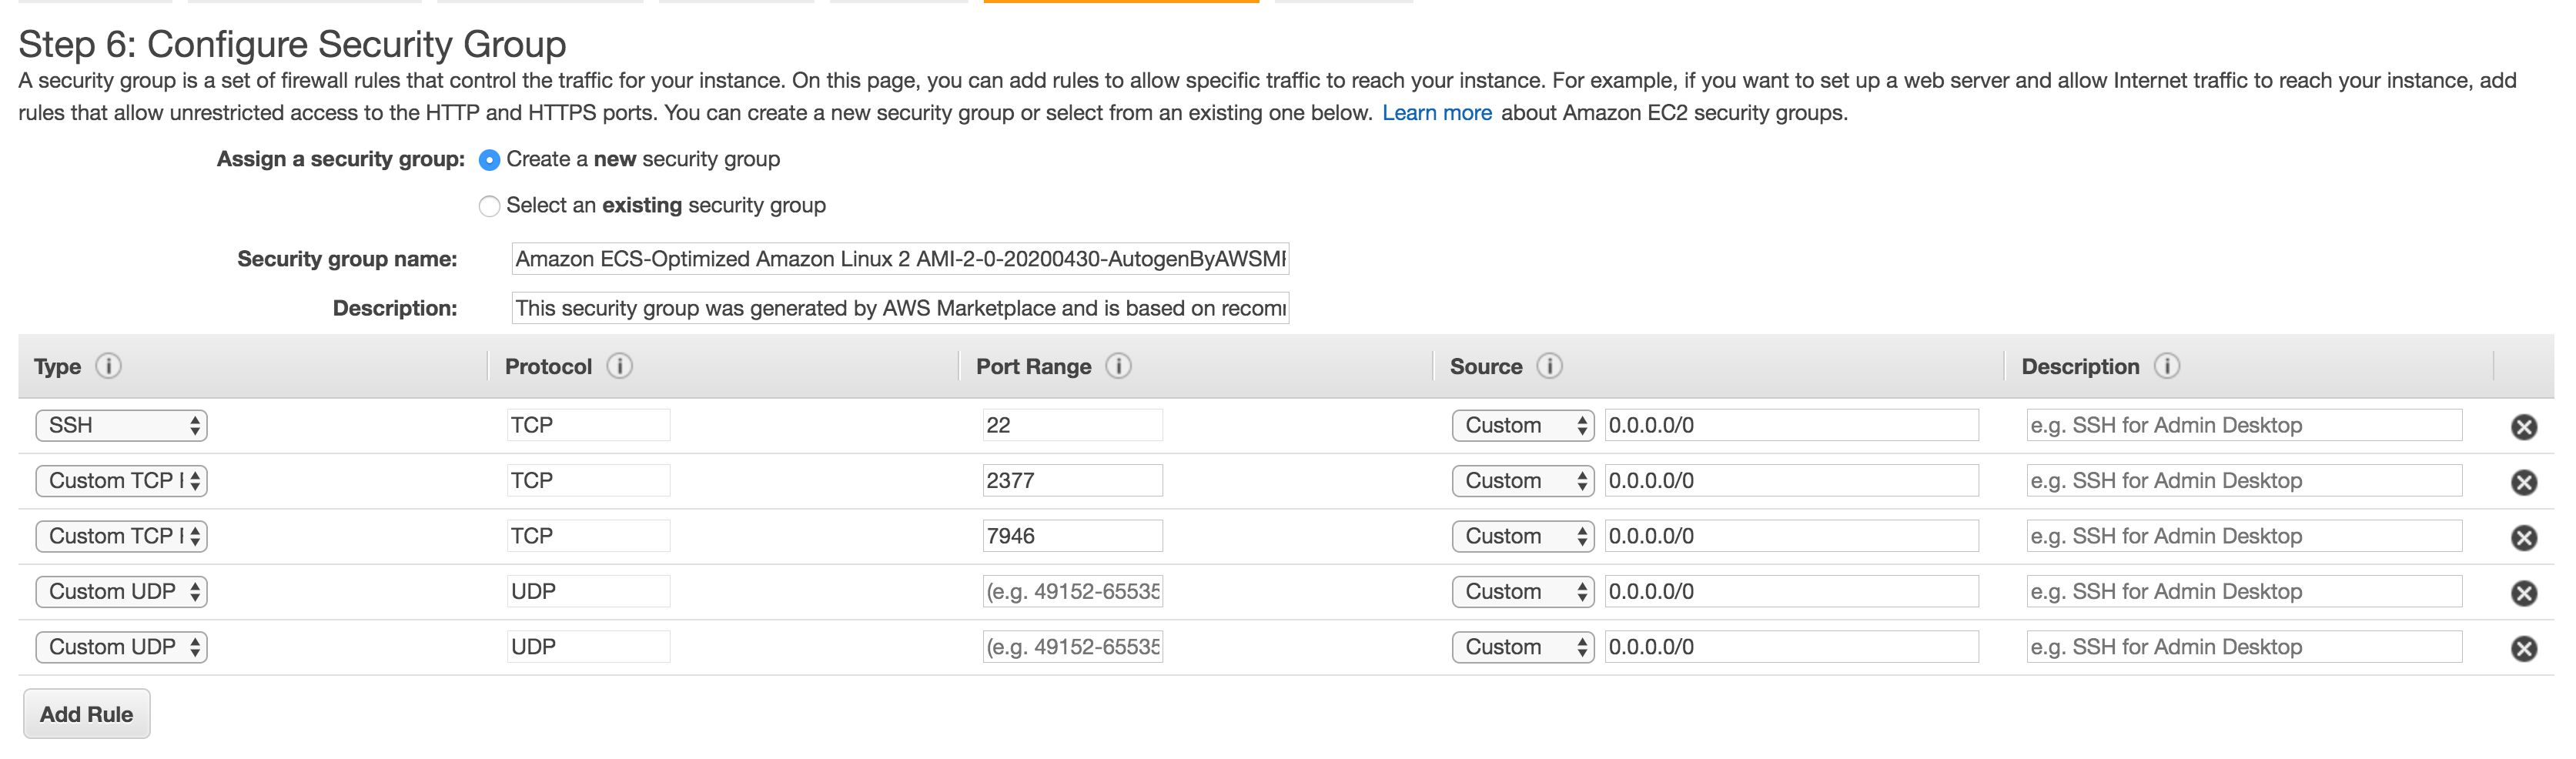 Step 6: Configure Security Group
A security group is a set of firewall rules that control the traffic for your instance. On this page, you can add rules to allow specific traffic to reach your instance. For example, if you want to set up a web server and allow Internet traffic to reach your instance, add
rules that allow unrestricted access to the HTTP and HTTPS ports. You can create a new security group or select from an existing one below. Learn more about Amazon EC2 security groups.
Assign a security group: Create a new security group
Select an existing security group
Security group name: Amazon ECS-Optimized Amazon Linux 2 AMI-2-0-20200430-AutogenByAWSM
Description: This security group was generated by AWS Marketplace and is based on recom
Type Protocol Port Range Source Description
SSH TCP 22 Custom 0.0.0.0/0 e.g. SSH for Admin Desktop
Custom TCP TCP 2377 Custom 0.0.0.0/0 e.g. SSH for Admin Desktop
Custom TCP TCP 7946 Custom 0.0.0.0/0 e.g. SSH for Admin Desktop
Custom UDP UDP (e.g. 49152-65535 Custom 0.0.0.0/0 e.g. SSH for Admin Desktop
Custom UDP UDP (e.g. 49152-65535 Custom 0.0.0.0/0 e.g. SSH for Admin Desktop
Add Rule